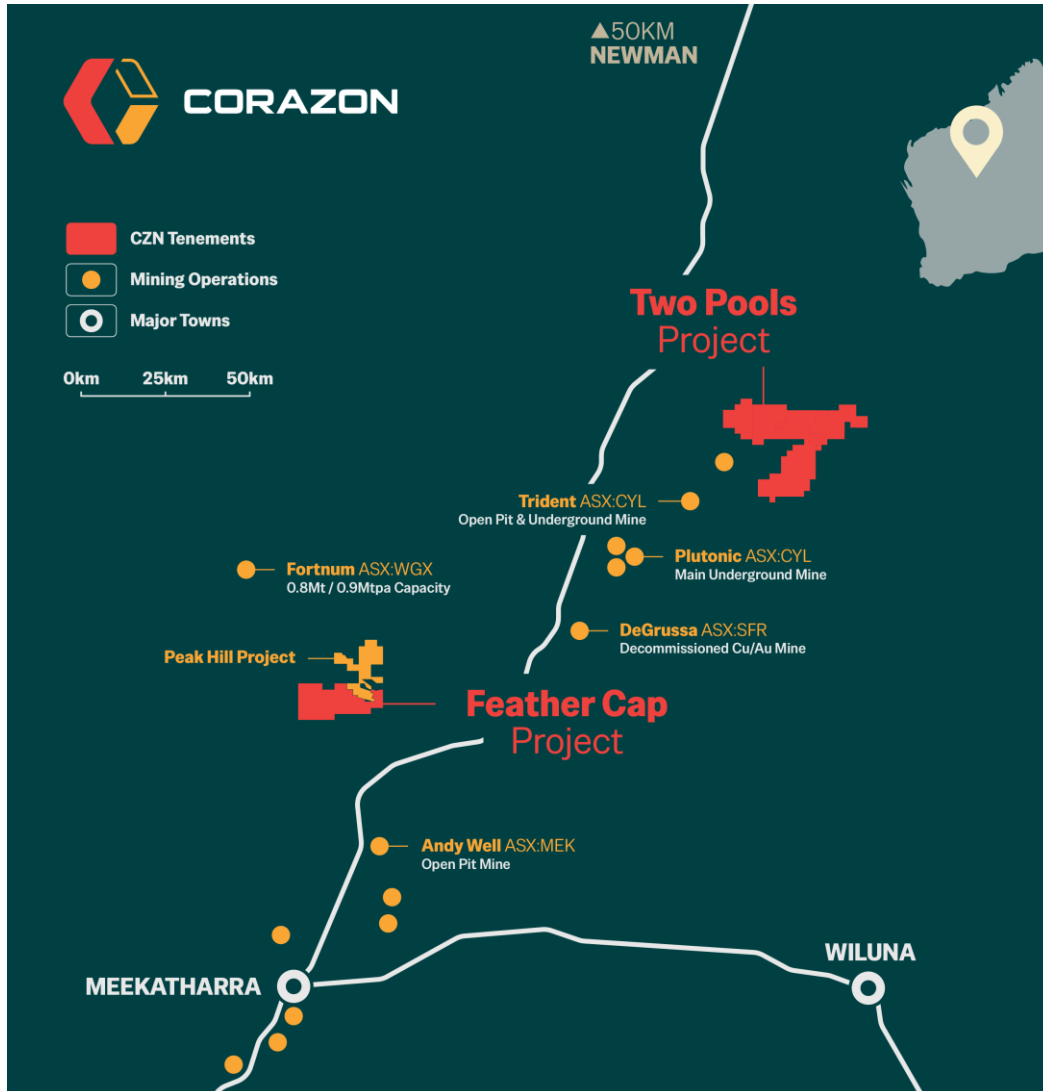 ▲50KM
NEWMAN
CORAZON
CZN Tenements
Mining Operations
Major Towns
0km 25km 50km
Two Pools
Project
Trident ASX:CYL
Open Pit & Underground Mine
Plutonic ASX:CYL
Main Underground Mine
Fortnum ASX:WGX
0.8Mt / 0.9Mtpa Capacity
DeGrussa ASX:SFR
Decommissioned Cu/Au Mine
Peak Hill Project
Feather Cap
Project
Andy Well ASX:MEK
Open Pit Mine
WILUNA
MEEKATHARRA